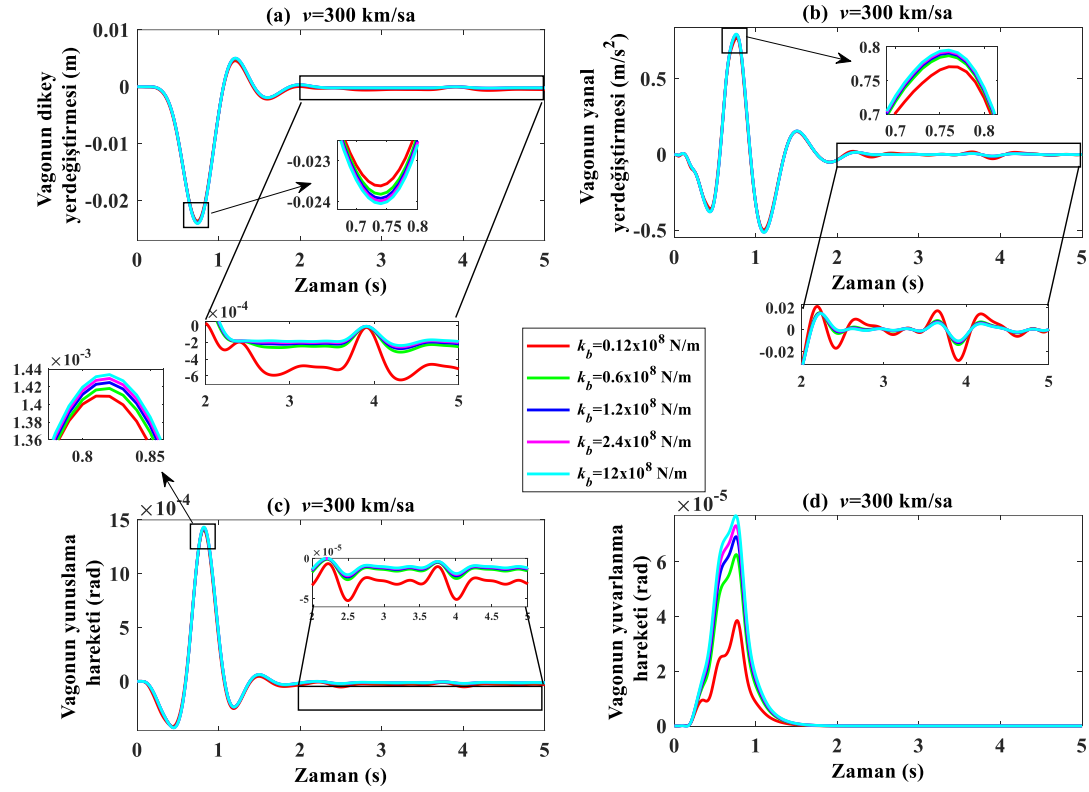 (a) v=300 km/sa
Vagonun dikey
yerdeğiştirmesi (m)
0.01
0
-0.01
-0.02
-0.023
-0.024
0.7 0.75 0.8
0 1 2 3 4 5
Zaman (s)
×10⁻⁴
0
-2
-4
-6
2 3 4 5
(b) v=300 km/sa
Vagonun yanal
yerdeğiştirmesi (m/s²)
0.5
0
-0.5
0.8
0.75
0.7
0.7 0.76 0.8
0 1 2 3 4 5
Zaman (s)
0.02
0
-0.02
2 3 4 5
k_b=0.12x10⁸ N/m
k_b=0.6x10⁸ N/m
k_b=1.2x10⁸ N/m
k_b=2.4x10⁸ N/m
k_b=12x10⁸ N/m
×10⁻³
1.44
1.42
1.4
1.38
1.36
0.8 0.85
(c) v=300 km/sa
×10⁻⁴
Vagonun yunuslama
hareketi (rad)
15
10
5
0
×10⁻⁵
0
-5
2 2.5 3 3.5 4 4.5 5
0 1 2 3 4 5
Zaman (s)
(d) v=300 km/sa
×10⁻⁵
Vagonun yuvarlanma
hareketi (rad)
6
4
2
0
0 1 2 3 4 5
Zaman (s)